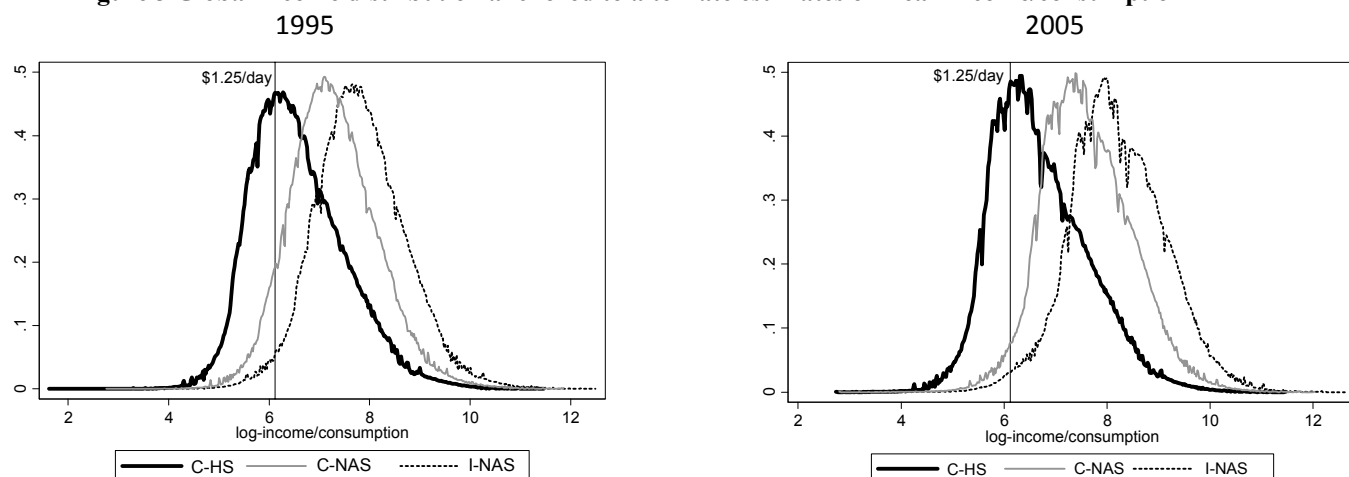 1995
2005
$1.25/day
.5
.4
.3
.2
.1
0
2
4
6
8
10
12
log-income/consumption
C-HS
C-NAS
I-NAS
$1.25/day
.5
.4
.3
.2
.1
0
2
4
6
8
10
12
log-income/consumption
C-HS
C-NAS
I-NAS